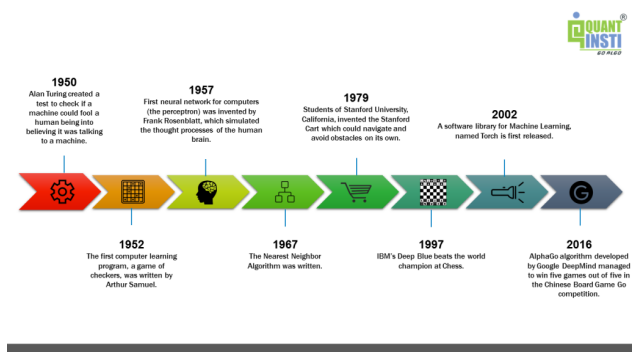 QUANT
INSTI
GO ALGO
®
1950
Alan Turing created a
test to check if a
machine could fool a
human being into
believing it was talking
to a machine.
1957
First neural network for computers
(the perceptron) was invented by
Frank Rosenblatt, which simulated
the thought processes of the human
brain.
1979
Students of Stanford University,
California, invented the Stanford
Cart which could navigate and
avoid obstacles on its own.
2002
A software library for Machine Learning,
named Torch is first released.
G
1952
The first computer learning
program, a game of
checkers, was written by
Arthur Samuel.
1967
The Nearest Neighbor
Algorithm was written.
1997
IBM's Deep Blue beats the world
champion at Chess.
2016
AlphaGo algorithm developed
by Google DeepMind managed
to win five games out of five in
the Chinese Board Game Go
competition.